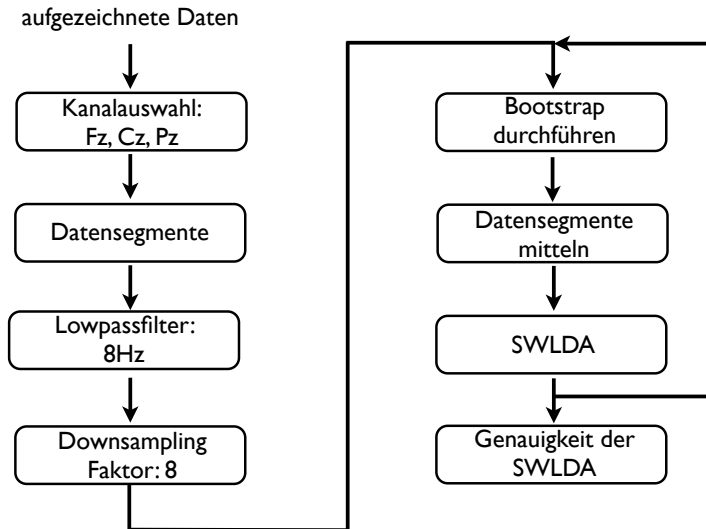 aufgezeichnete Daten
Kanalauswahl:
Fz, Cz, Pz
Datensegmente
Lowpassfilter:
8Hz
Downsampling
Faktor: 8
Bootstrap
durchführen
Datensegmente
mitteln
SWLDA
Genauigkeit der
SWLDA